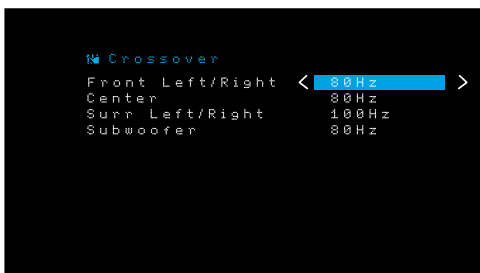 Crossover
Front Left/Right < 80Hz >
Center 80Hz
Surr Left/Right 100Hz
Subwoofer 80Hz